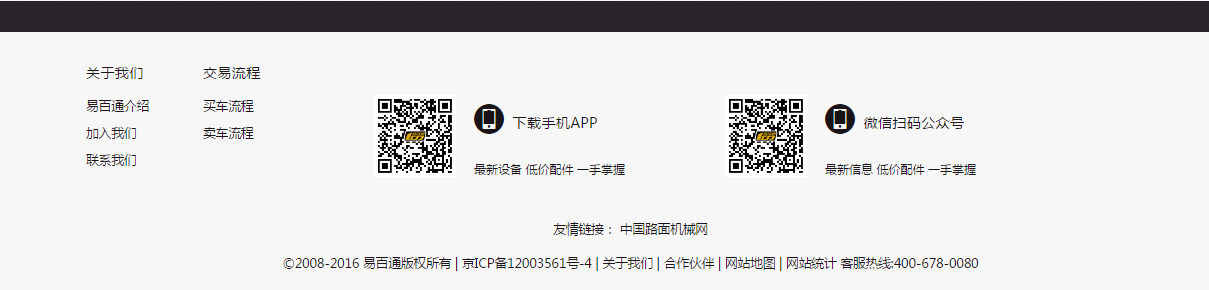 关于我们
易百通介绍
加入我们
联系我们
交易流程
买车流程
卖车流程
下载手机APP
最新设备 低价配件 一手掌握
微信扫码公众号
最新信息 低价配件 一手掌握
友情链接： 中国路面机械网
©2008-2016 易百通版权所有 | 京ICP备12003561号-4 | 关于我们 | 合作伙伴 | 网站地图 | 网站统计 客服热线:400-678-0080